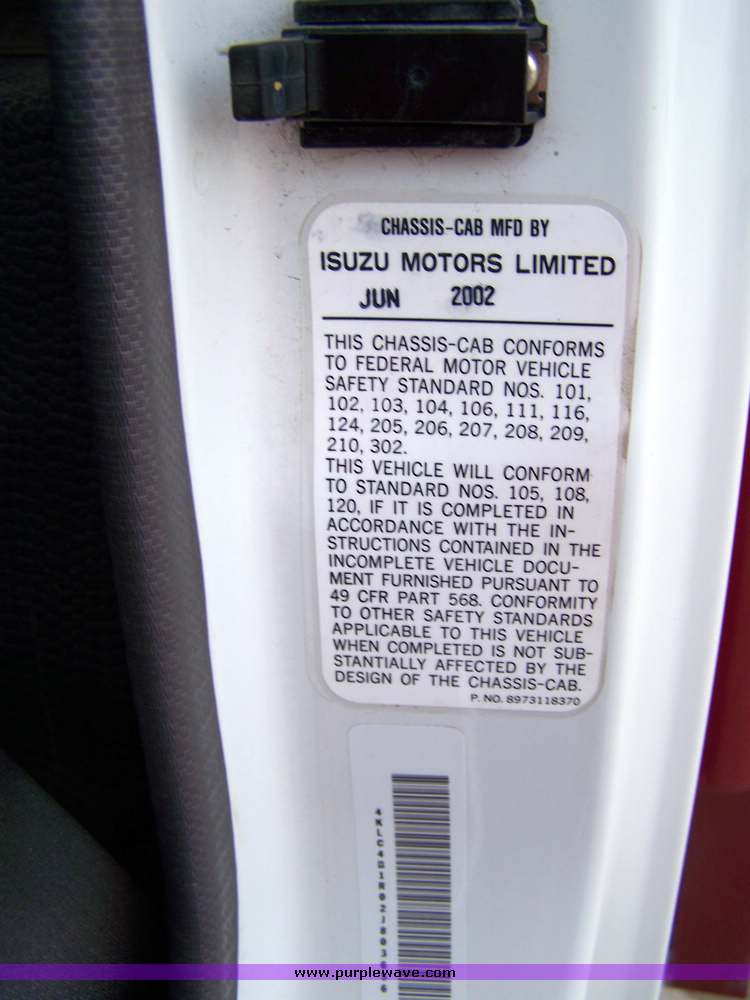 CHASSIS-CAB MFD BY
ISUZU MOTORS LIMITED
JUN 2002
THIS CHASSIS-CAB CONFORMS
TO FEDERAL MOTOR VEHICLE
SAFETY STANDARD NOS. 101,
102, 103, 104, 106, 111, 116,
124, 205, 206, 207, 208, 209,
210, 302.
THIS VEHICLE WILL CONFORM
TO STANDARD NOS. 105, 108,
120, IF IT IS COMPLETED IN
ACCORDANCE WITH THE IN-
STRUCTIONS CONTAINED IN THE
INCOMPLETE VEHICLE DOCU-
MENT FURNISHED PURSUANT TO
49 CFR PART 568. CONFORMITY
TO OTHER SAFETY STANDARDS
APPLICABLE TO THIS VEHICLE
WHEN COMPLETED IS NOT SUB-
STANTIALLY AFFECTED BY THE
DESIGN OF THE CHASSIS-CAB.
P. NO. 8973118370
www.purplewave.com